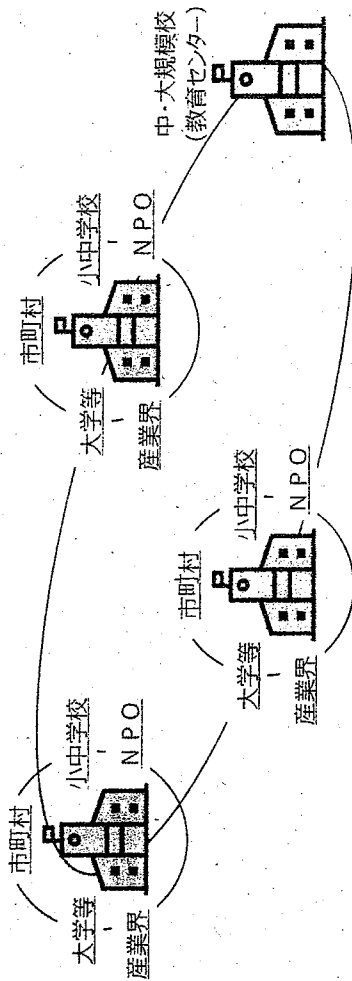 市町村
大学等
小中学校
産業界
NPO
市町村
大学等
小中学校
産業界
NPO
市町村
大学等
小中学校
産業界
NPO
中・大規模校
(教育センター)